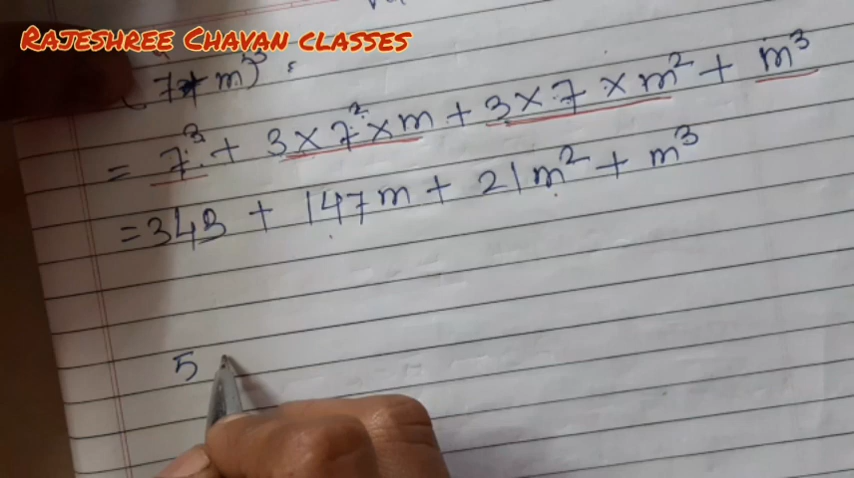 RAJESHREE CHAVAN CLASSES
(7+m)³
= 7³ + 3×7²×m + 3×7×m² + m³
=343 + 147m + 21m² + m³
5